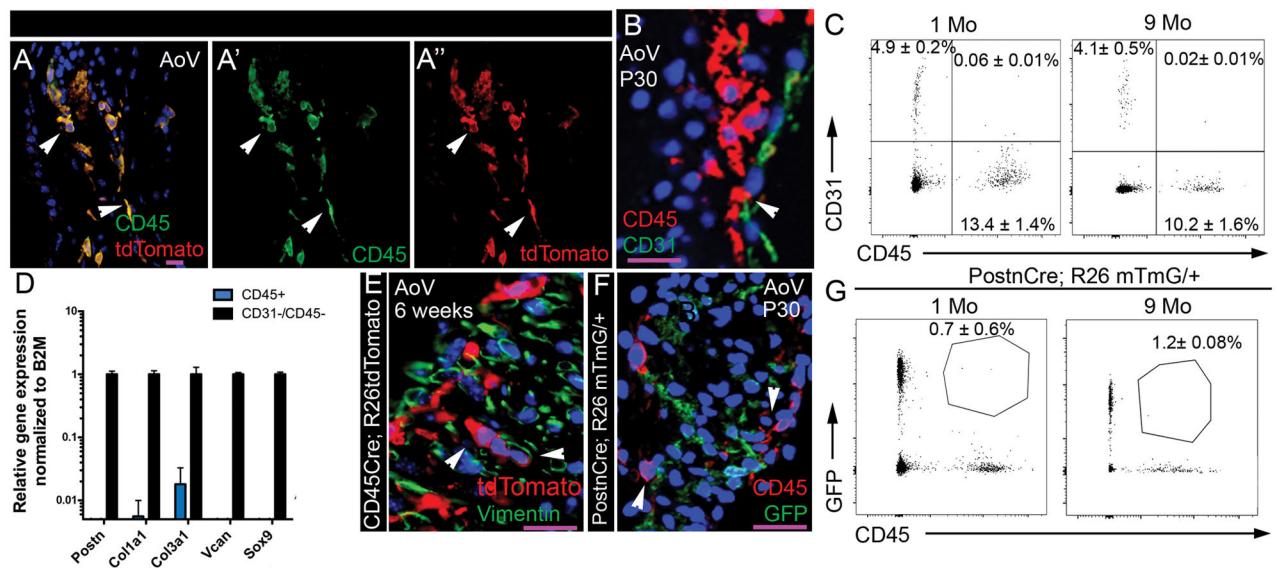 A
AoV
CD45
tdTomato
A'
CD45
A"
tdTomato
B
AoV
P30
CD45
CD31
C
1 Mo
9 Mo
4.9 ± 0.2%
0.06 ± 0.01%
4.1 ± 0.5%
0.02± 0.01%
13.4 ± 1.4%
10.2 ± 1.6%
CD31
CD45
D
CD45+
CD31-/CD45-
Relative gene expression
normalized to B2M
10
1
0.1
0.01
Postn
Col1a1
Col3a1
Vcan
Sox9
E
CD45Cre; R26tdTomato
AoV
6 weeks
tdTomato
Vimentin
F
PostnCre; R26 mTmG/+
AoV
P30
CD45
GFP
G
PostnCre; R26 mTmG/+
1 Mo
9 Mo
0.7 ± 0.6%
1.2± 0.08%
GFP
CD45